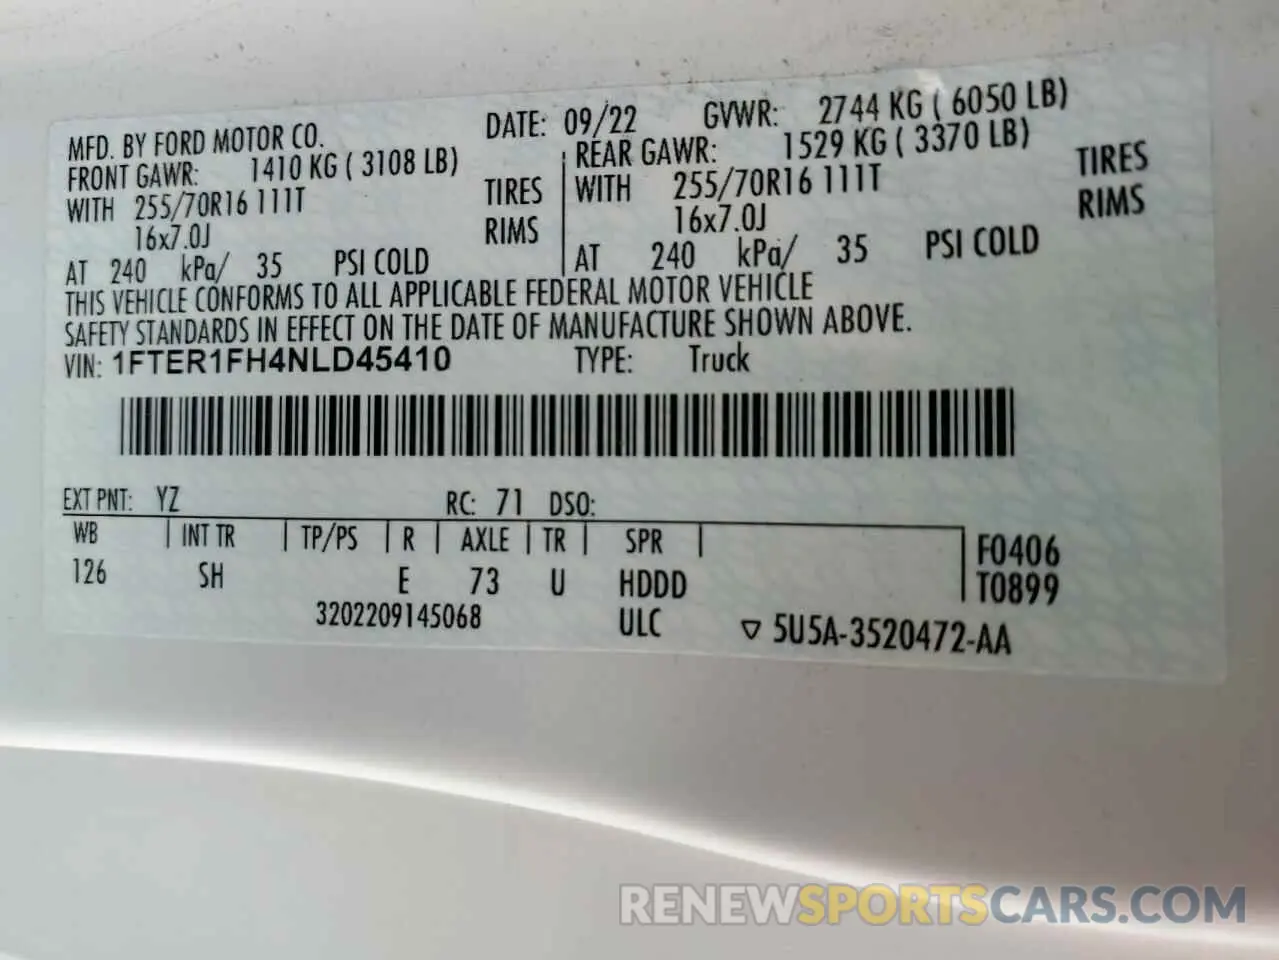 MFD. BY FORD MOTOR CO. DATE: 09/22 GVWR: 2744 KG ( 6050 LB)
FRONT GAWR: 1410 KG ( 3108 LB) REAR GAWR: 1529 KG ( 3370 LB)
WITH 255/70R16 111T TIRES WITH 255/70R16 111T TIRES
16x7.0J RIMS 16x7.0J RIMS
AT 240 kPa/ 35 PSI COLD AT 240 kPa/ 35 PSI COLD
THIS VEHICLE CONFORMS TO ALL APPLICABLE FEDERAL MOTOR VEHICLE
SAFETY STANDARDS IN EFFECT ON THE DATE OF MANUFACTURE SHOWN ABOVE.
VIN: 1FTER1FH4NLD45410 TYPE: Truck
EXT PNT: YZ RC: 71 DSO:
WB INT TR TP/PS R AXLE TR SPR F0406
126 SH E 73 U HDDD T0899
3202209145068 ULC ▽ 5U5A-3520472-AA
RENEWSPORTSCARS.COM